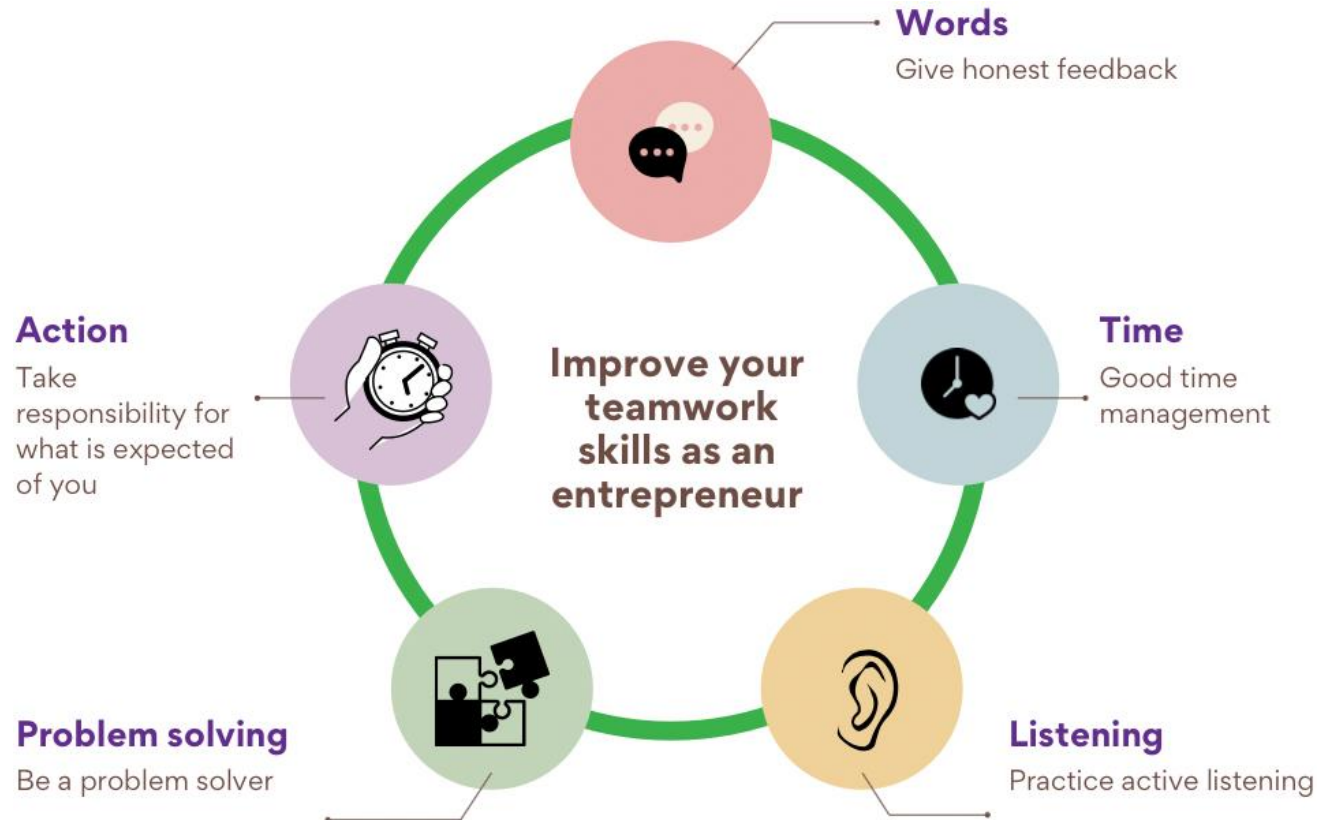 Words
Give honest feedback
Time
Good time
management
Listening
Practice active listening
Problem solving
Be a problem solver
Action
Take
responsibility for
what is expected
of you
Improve your
teamwork
skills as an
entrepreneur